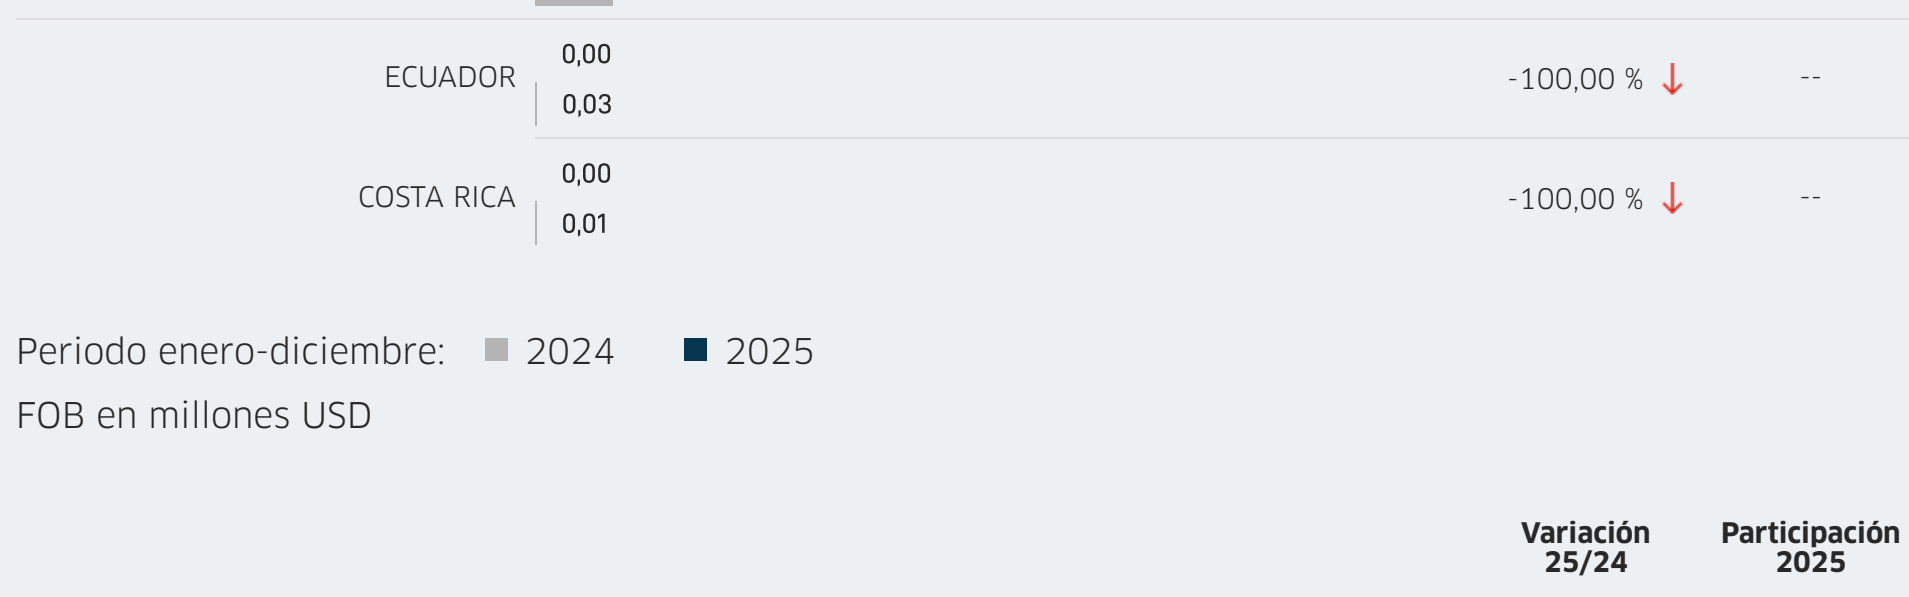 0,00
ECUADOR -100,00 % --
0,03
0,00
COSTA RICA -100,00 % --
0,01
Periodo enero-diciembre: 2024 2025
FOB en millones USD
Variación Participación
25/24 2025